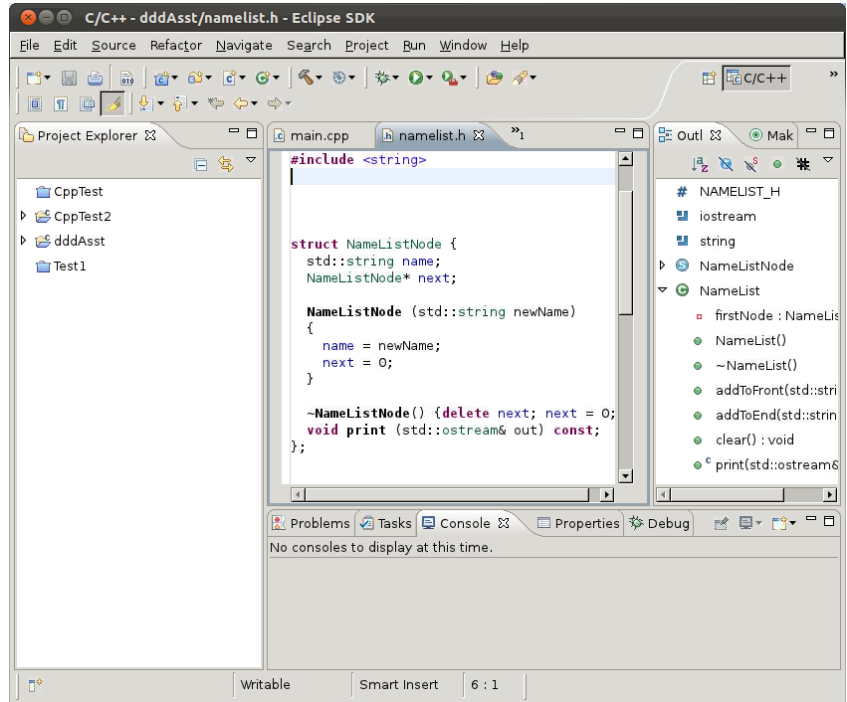 C/C++ - dddAsst/namelist.h - Eclipse SDK
File Edit Source Refactor Navigate Search Project Run Window Help
C/C++ »
Project Explorer
CppTest
CppTest2
dddAsst
Test1
main.cpp namelist.h »1
#include <string>
struct NameListNode {
std::string name;
NameListNode* next;
NameListNode (std::string newName)
{
name = newName;
next = 0;
}
~NameListNode() {delete next; next = 0;
void print (std::ostream& out) const;
};
Outl Mak
# NAMELIST_H
iostream
string
NameListNode
NameList
firstNode : NameLis
NameList()
~NameList()
addToFront(std::stri
addToEnd(std::strin
clear() : void
print(std::ostream&
Problems Tasks Console Properties Debug
No consoles to display at this time.
Writable Smart Insert 6 : 1